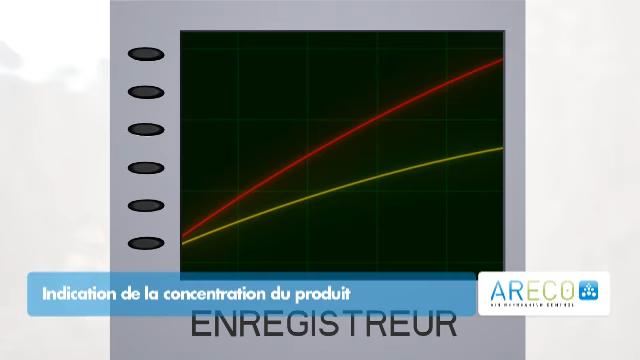 Indication de la concentration du produit
ARECO
ENREGISTREUR